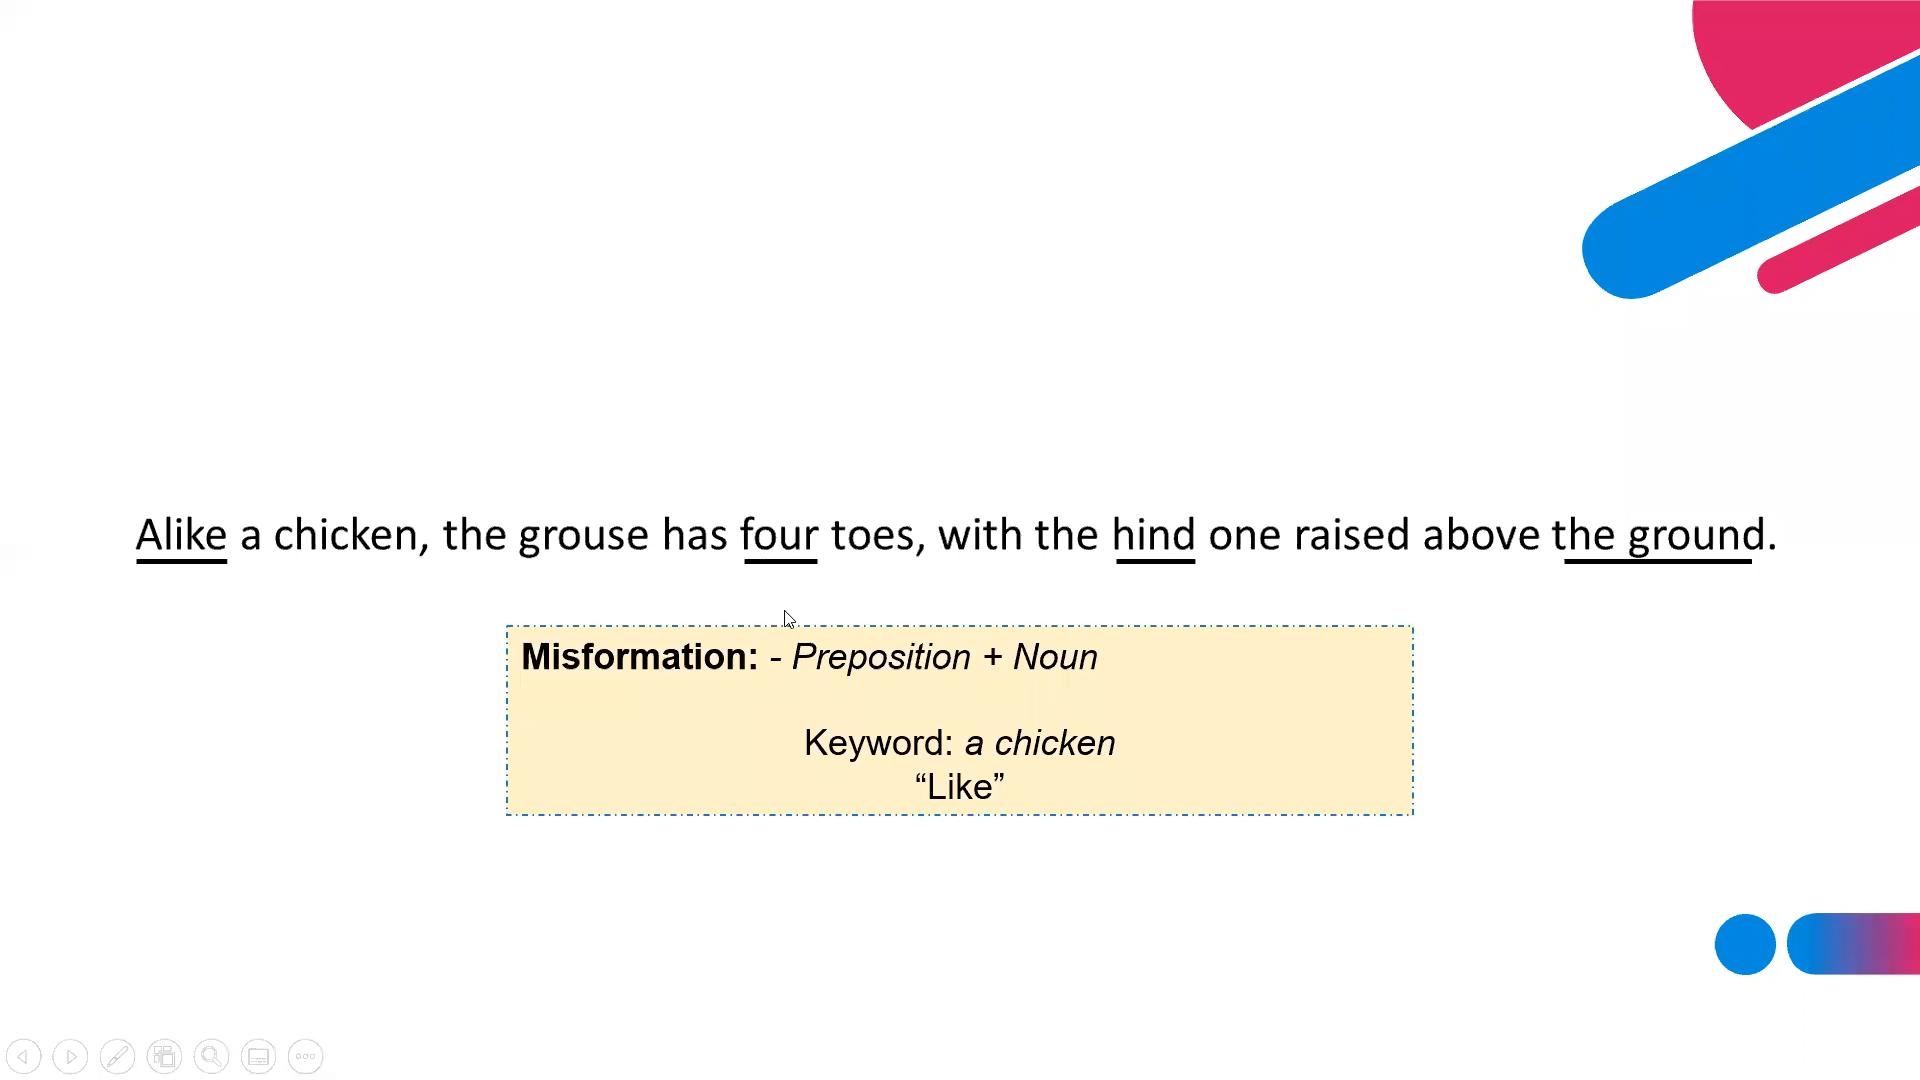 Alike a chicken, the grouse has four toes, with the hind one raised above the ground.
Misformation: - Preposition + Noun
Keyword: a chicken
“Like”